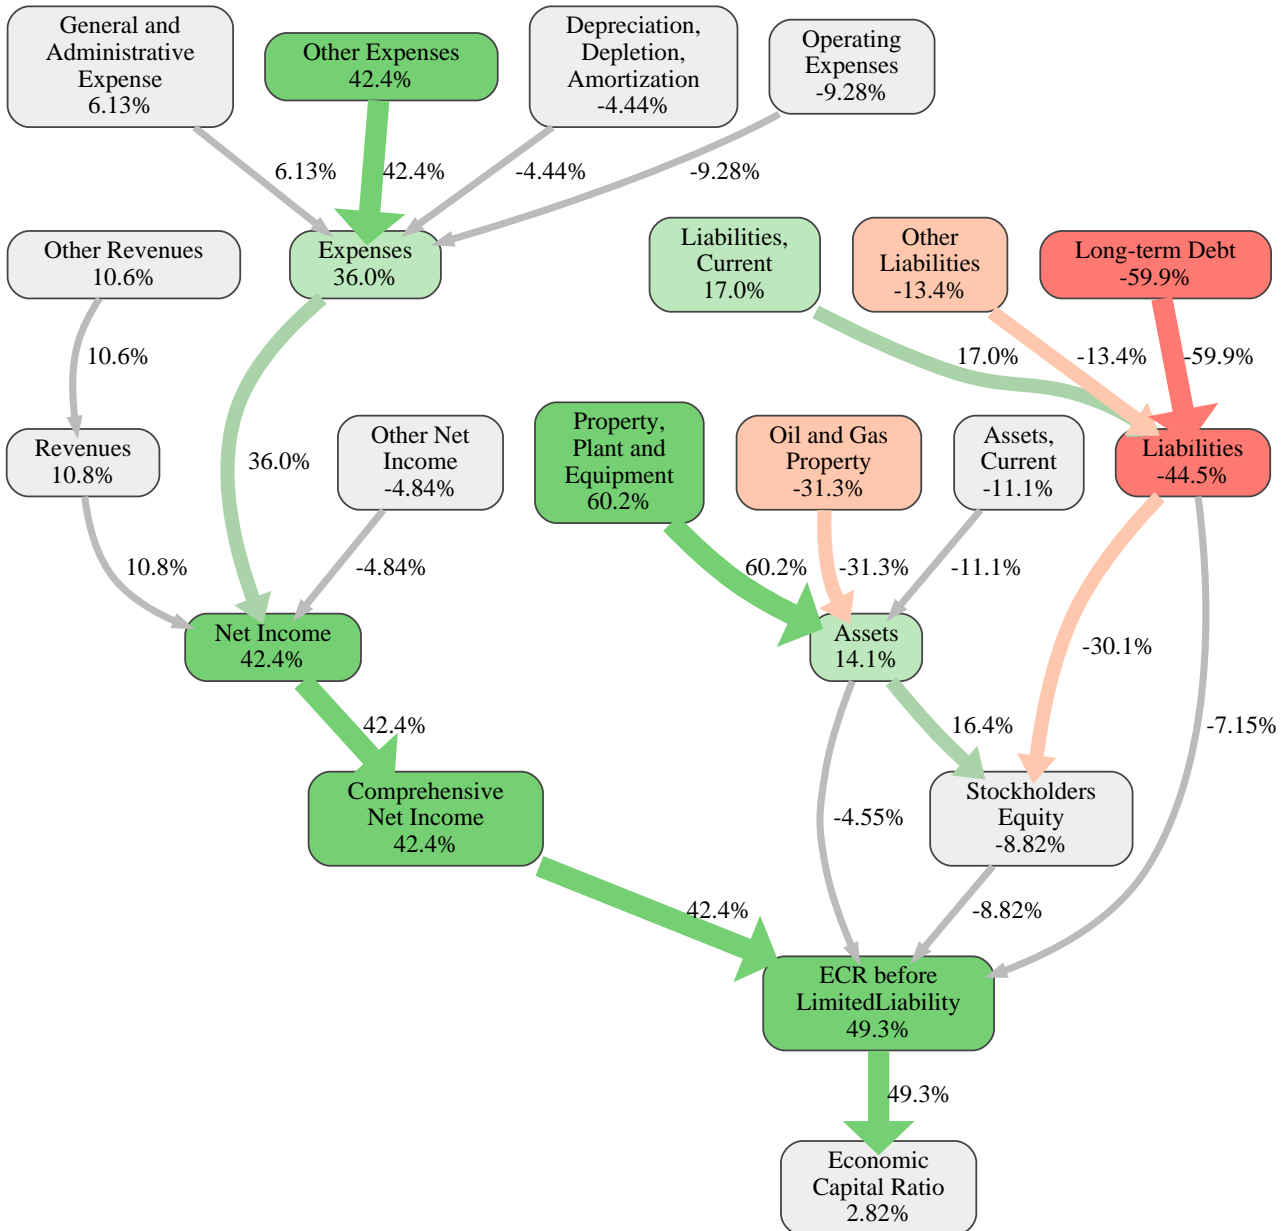 General and
Administrative
Expense
6.13%
Other Expenses
42.4%
Depreciation,
Depletion,
Amortization
-4.44%
Operating
Expenses
-9.28%
6.13%
42.4%
-4.44%
-9.28%
Other Revenues
10.6%
Expenses
36.0%
Liabilities,
Current
17.0%
Other
Liabilities
-13.4%
Long-term Debt
-59.9%
10.6%
17.0%
-13.4%
-59.9%
Revenues
10.8%
36.0%
Other Net
Income
-4.84%
Property,
Plant and
Equipment
60.2%
Oil and Gas
Property
-31.3%
Assets,
Current
-11.1%
Liabilities
-44.5%
10.8%
-4.84%
60.2%
-31.3%
-11.1%
Net Income
42.4%
Assets
14.1%
-30.1%
42.4%
16.4%
-7.15%
Comprehensive
Net Income
42.4%
-4.55%
Stockholders
Equity
-8.82%
42.4%
-8.82%
ECR before
LimitedLiability
49.3%
49.3%
Economic
Capital Ratio
2.82%